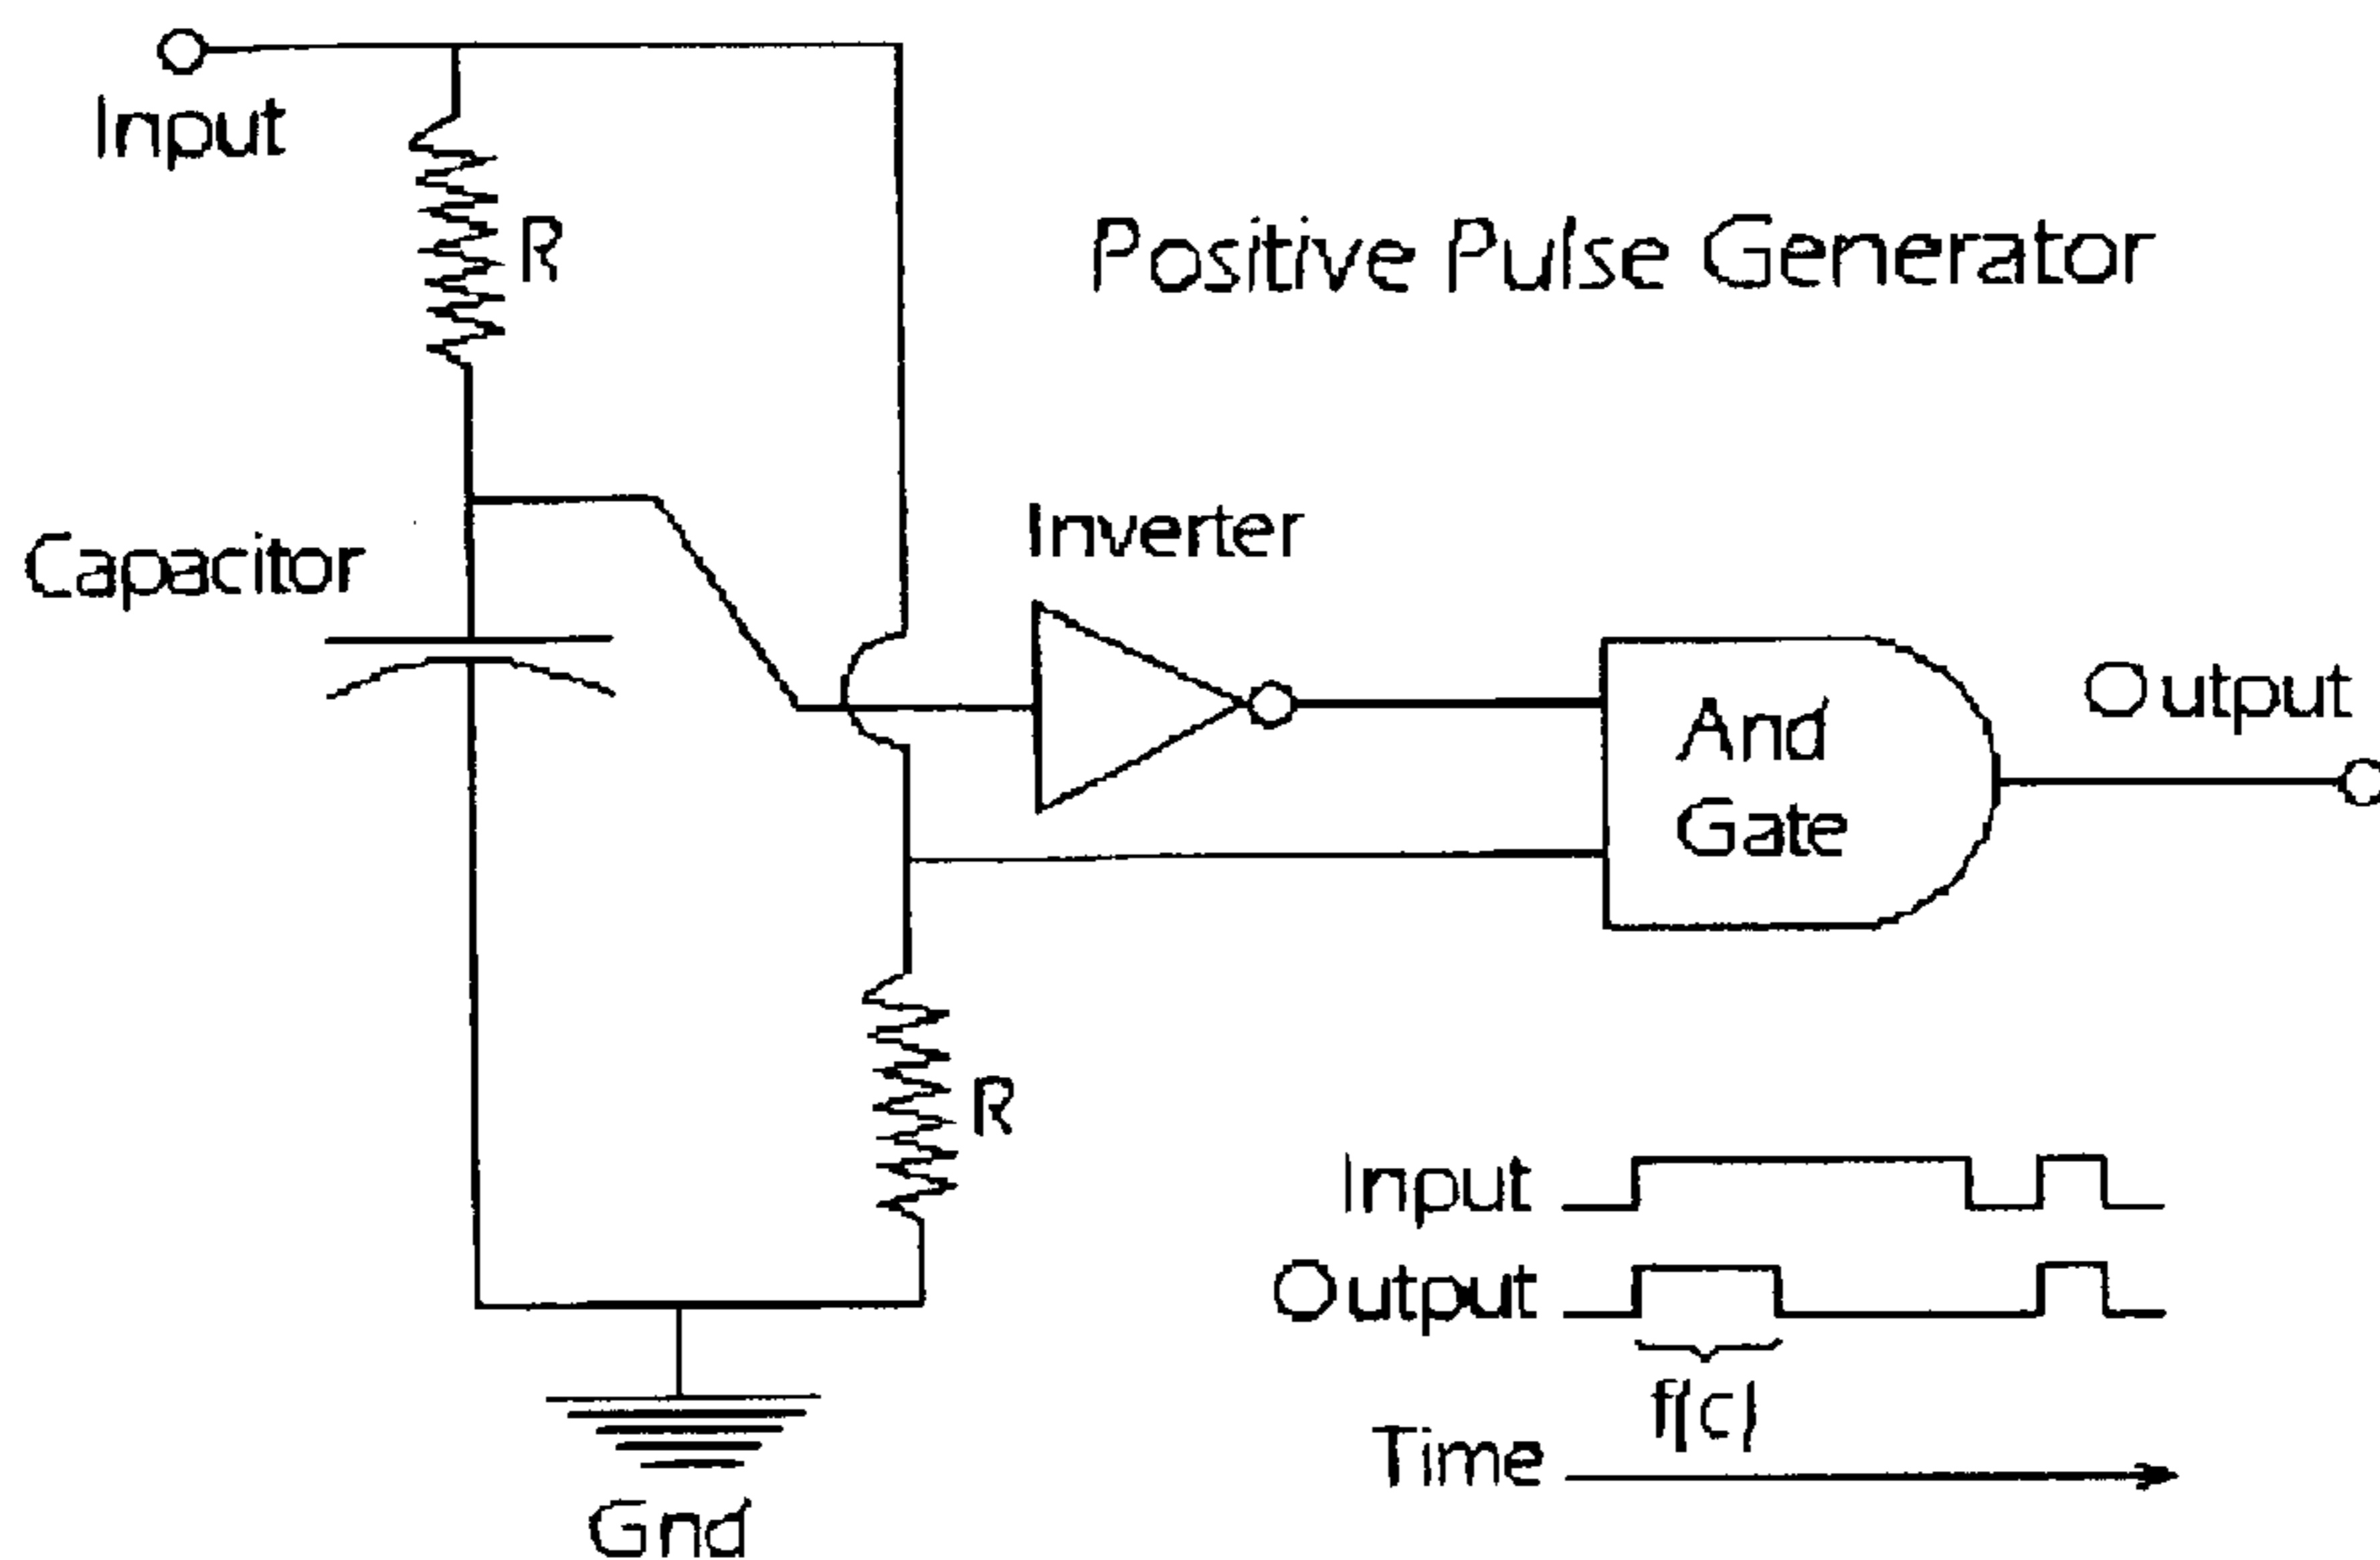 Input
R
Positive Pulse Generator
Capacitor
Inverter
And
Gate
Output
R
Input
Output
f(c)
Time
Gnd